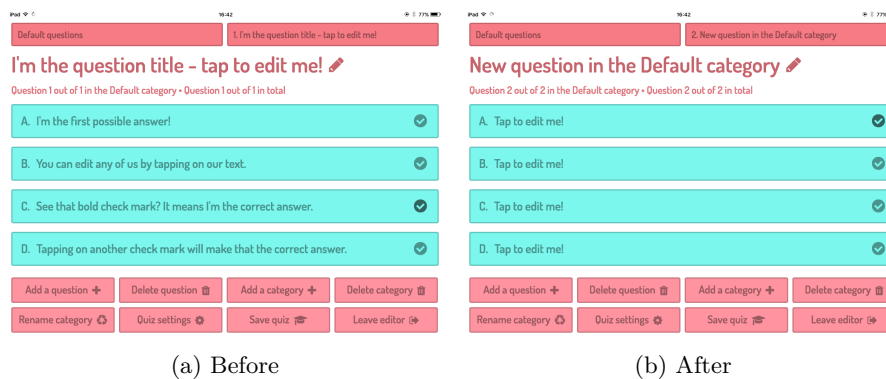 iPad
16:42
77%
Default questions
1. I'm the question title - tap to edit me!
I'm the question title - tap to edit me!
Question 1 out of 1 in the Default category • Question 1 out of 1 in total
A. I'm the first possible answer!
B. You can edit any of us by tapping on our text.
C. See that bold check mark? It means I'm the correct answer.
D. Tapping on another check mark will make that the correct answer.
Add a question
Delete question
Add a category
Delete category
Rename category
Quiz settings
Save quiz
Leave editor
(a) Before
iPad
16:42
77%
Default questions
2. New question in the Default category
New question in the Default category
Question 2 out of 2 in the Default category • Question 2 out of 2 in total
A. Tap to edit me!
B. Tap to edit me!
C. Tap to edit me!
D. Tap to edit me!
Add a question
Delete question
Add a category
Delete category
Rename category
Quiz settings
Save quiz
Leave editor
(b) After